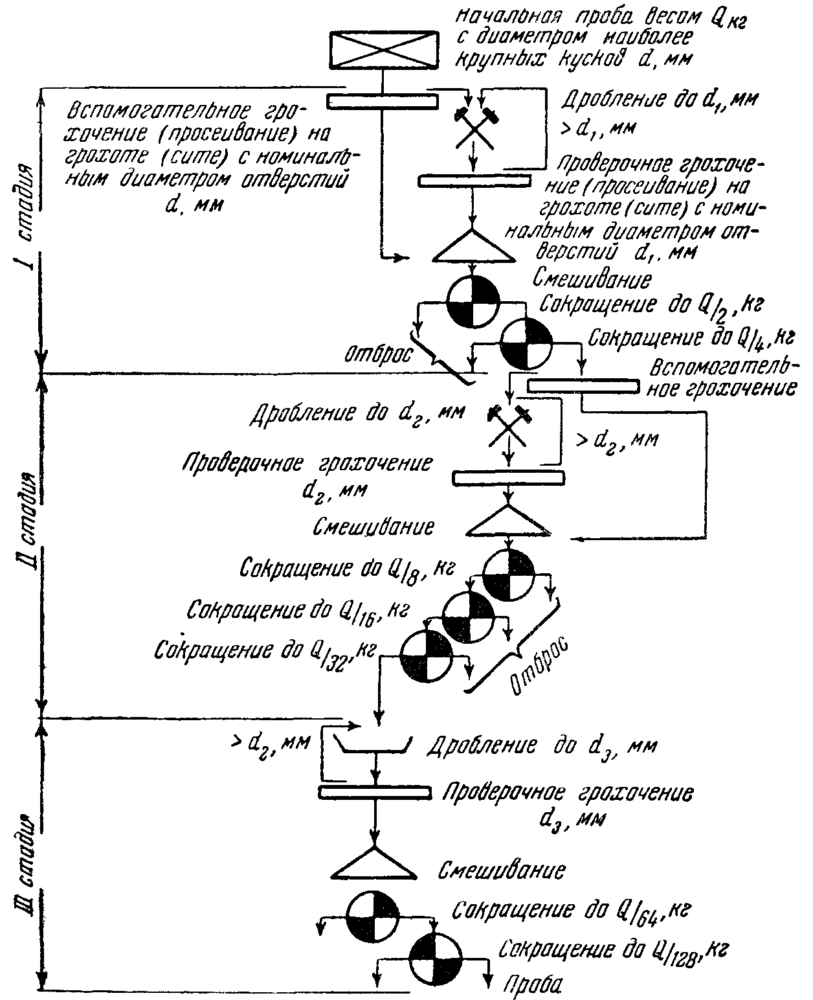 Начальная проба весом Q кг
с диаметром наиболее
крупных кусков d, мм
Дробление до d₁, мм
> d₁, мм
Вспомогательное гро-
хочение (просеивание) на
грохоте (сите) с номиналь-
ным диаметром отверстий
d, мм
Проверочное грохоче-
ние (просеивание) на
грохоте (сите) с номи-
нальным диаметром от-
верстий d₁, мм
I стадия
Смешивание
Сокращение до Q/2, кг
Сокращение до Q/4, кг
Отброс
Вспомогатель-
ное грохочение
Дробление до d₂, мм
> d₂, мм
Проверочное грохочение
d₂, мм
II стадия
Смешивание
Сокращение до Q/8, кг
Сокращение до Q/16, кг
Сокращение до Q/32, кг
Отброс
> d₂, мм
Дробление до d₃, мм
Проверочное грохочение
d₃, мм
III стадия
Смешивание
Сокращение до Q/64, кг
Сокращение до Q/128, кг
Проба